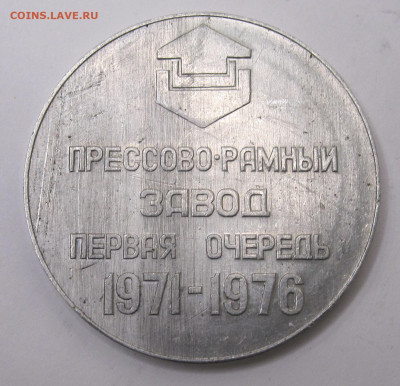 COINS.LAVE.RU
ПРЕССОВО-РАМНЫЙ
ЗАВОД
ПЕРВАЯ ОЧЕРЕДЬ
1971-1976